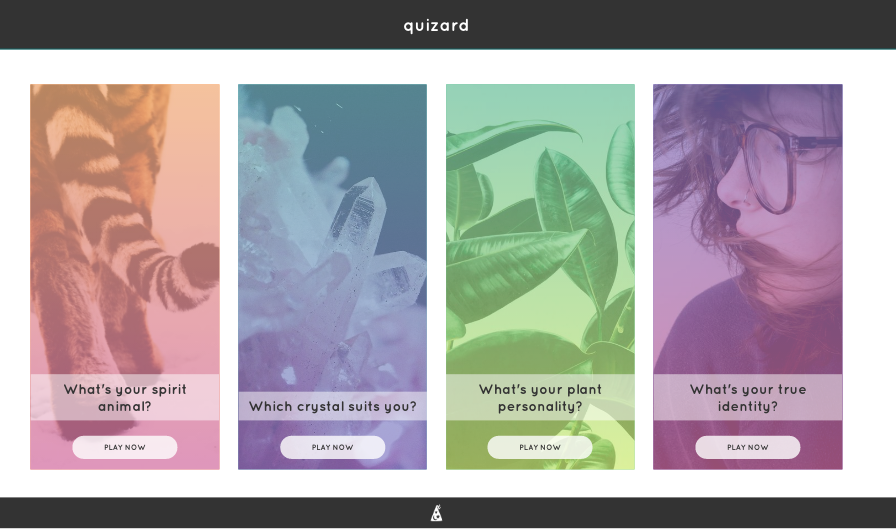 quizard
What's your spirit
animal?
PLAY NOW
Which crystal suits you?
PLAY NOW
What's your plant
personality?
PLAY NOW
What's your true
identity?
PLAY NOW